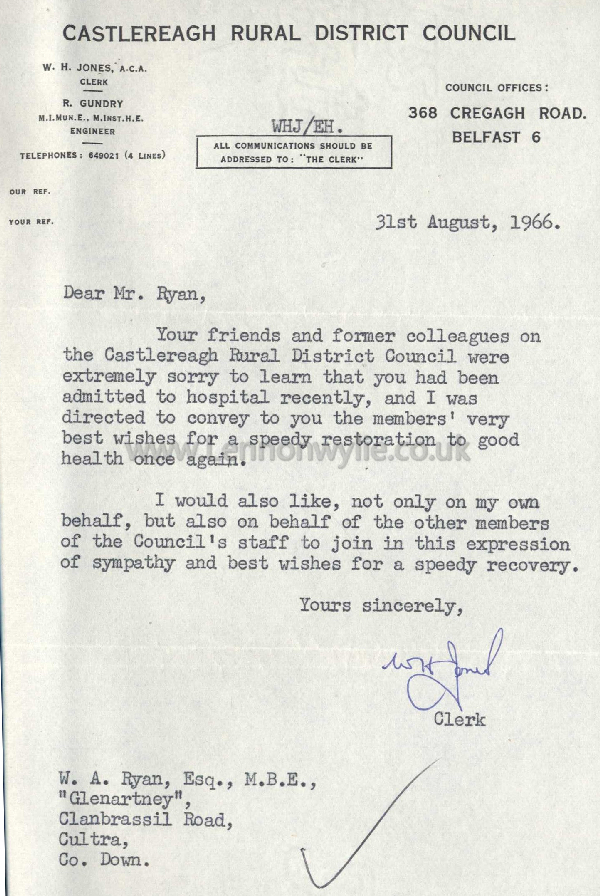 CASTLEREAGH RURAL DISTRICT COUNCIL
W. H. JONES, A.C.A.
CLERK
R. GUNDRY
M.I.MUN.E., M.INST.H.E.
ENGINEER
TELEPHONES: 649021 (4 LINES)
OUR REF.
YOUR REF.
WHJ/EH.
ALL COMMUNICATIONS SHOULD BE
ADDRESSED TO: "THE CLERK"
COUNCIL OFFICES:
368 CREGAGH ROAD.
BELFAST 6
31st August, 1966.
Dear Mr. Ryan,
Your friends and former colleagues on
the Castlereagh Rural District Council were
extremely sorry to learn that you had been
admitted to hospital recently, and I was
directed to convey to you the members' very
best wishes for a speedy restoration to good
health once again.
www.lennonwylie.co.uk
I would also like, not only on my own
behalf, but also on behalf of the other members
of the Council's staff to join in this expression
of sympathy and best wishes for a speedy recovery.
Yours sincerely,
WH Jones
Clerk
W. A. Ryan, Esq., M.B.E.,
"Glenartney",
Clanbrassil Road,
Cultra,
Co. Down.